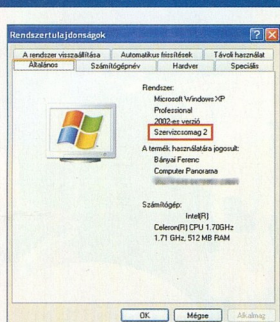 Rendszertulajdonságok
A rendszer visszaállítása
Automatikus frissítések
Távoli használat
Általános
Számítógépnév
Hardver
Speciális
Rendszer:
Microsoft Windows XP
Professional
2002-es verzió
Szervizcsomag 2
A termék használatára jogosult:
Bányai Ferenc
Computer Panorama
Számítógép:
Intel(R)
Celeron(R) CPU 1.70GHz
1.71 GHz, 512 MB RAM
OK
Mégse
Alkalmaz